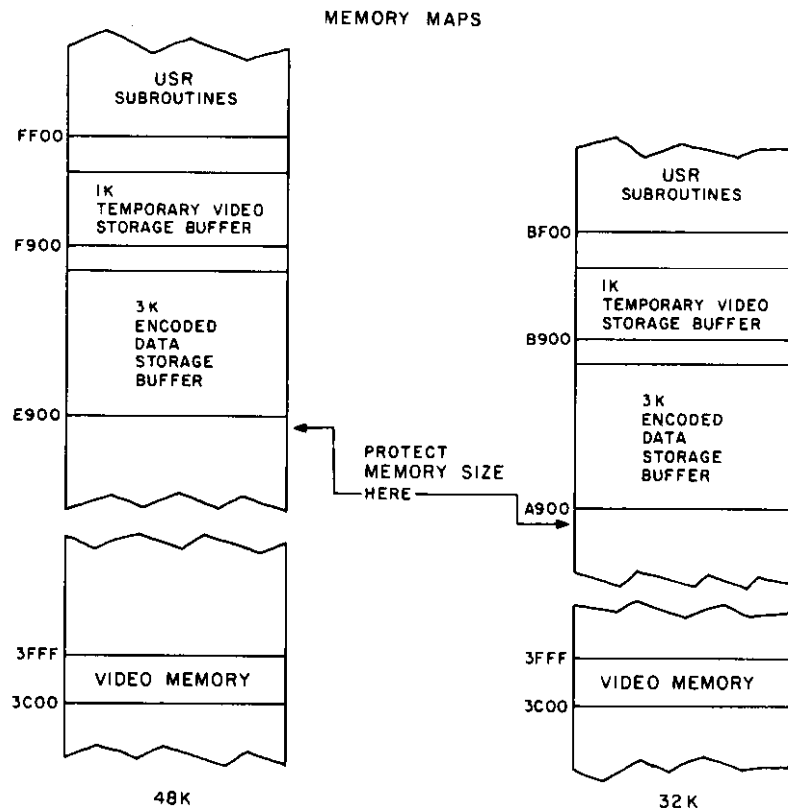 MEMORY MAPS
USR
SUBROUTINES
FF00
1K
TEMPORARY VIDEO
STORAGE BUFFER
F900
3K
ENCODED
DATA
STORAGE
BUFFER
E900
3FFF
VIDEO MEMORY
3C00
48K
PROTECT
MEMORY SIZE
HERE
USR
SUBROUTINES
BF00
1K
TEMPORARY VIDEO
STORAGE BUFFER
B900
3K
ENCODED
DATA
STORAGE
BUFFER
A900
3FFF
VIDEO MEMORY
3C00
32K